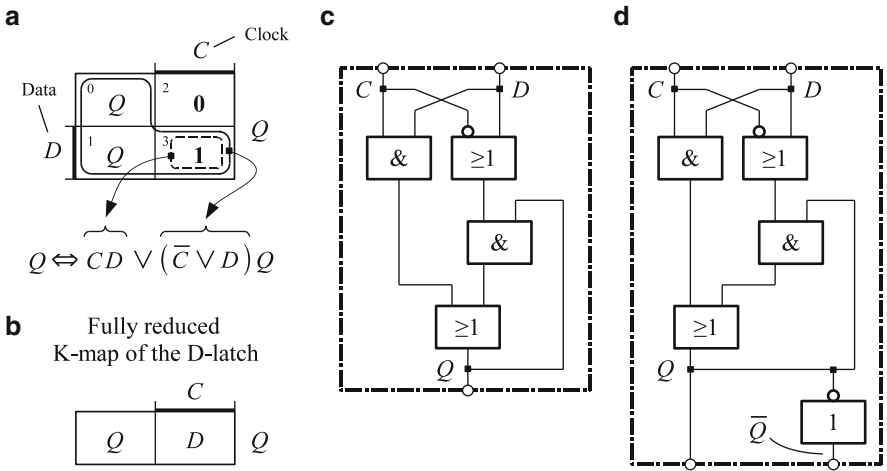 a
C
Clock
Data
0
Q
2
0
D
1
Q
3
1
Q
Q ⇔ CD ∨ (C̅ ∨ D)Q
b
Fully reduced
K-map of the D-latch
C
Q
D
Q
c
C
D
&
≥1
&
≥1
Q
d
C
D
&
≥1
&
≥1
Q
1
Q̅